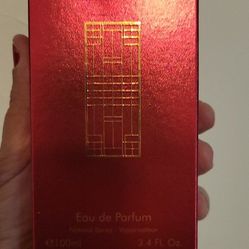 Eau de Parfum
Natural Spray - Vaporisateur
℮100ml 3.4 Fl. Oz.